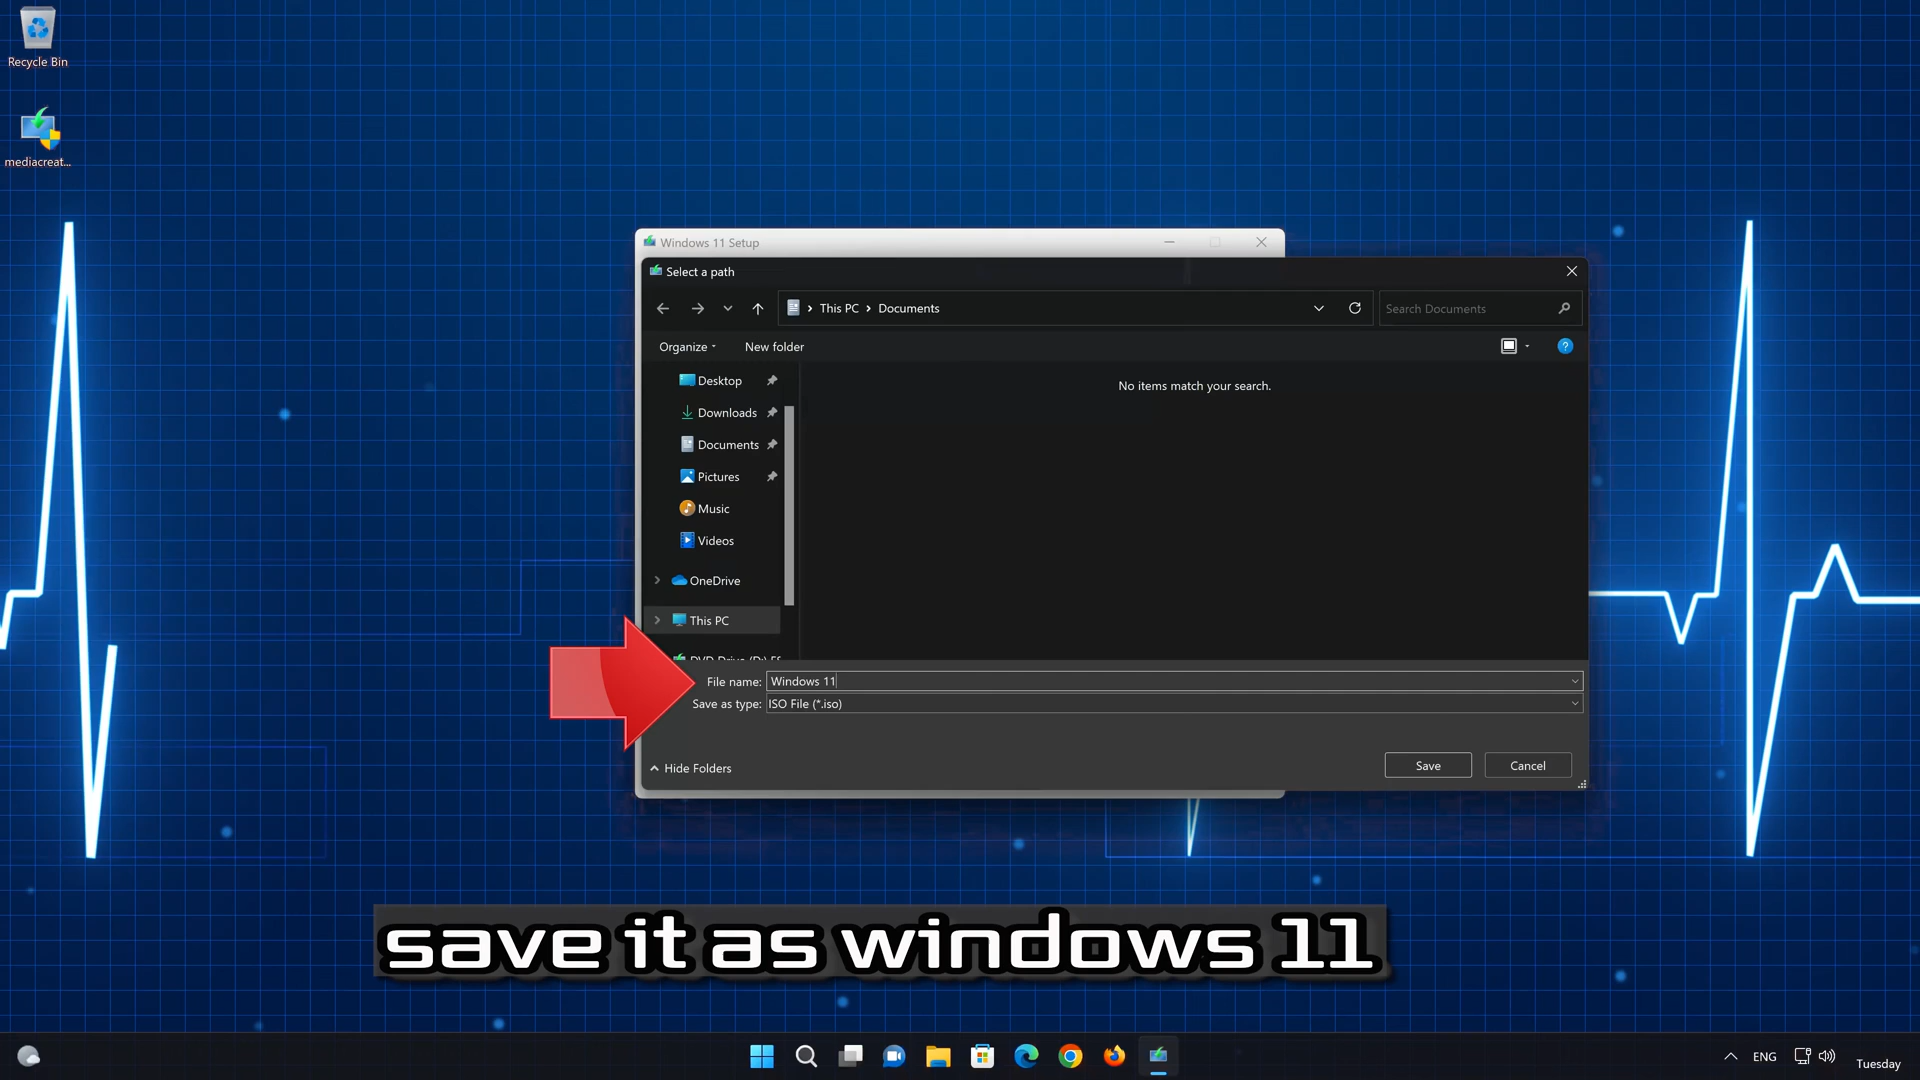 Recycle Bin
mediacreat...
Windows 11 Setup
Select a path
This PC > Documents
Search Documents
Organize
New folder
?
Desktop
No items match your search.
Downloads
Documents
Pictures
Music
Videos
OneDrive
This PC
File name: Windows 11
Save as type: ISO File (*.iso)
Hide Folders
Save
Cancel
save it as windows 11
ENG
Tuesday